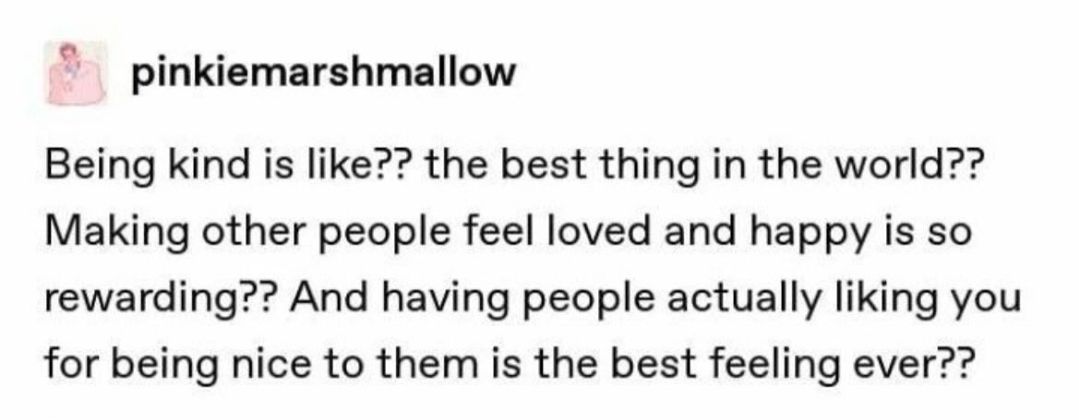 pinkiemarshmallow
Being kind is like?? the best thing in the world??
Making other people feel loved and happy is so
rewarding?? And having people actually liking you
for being nice to them is the best feeling ever??